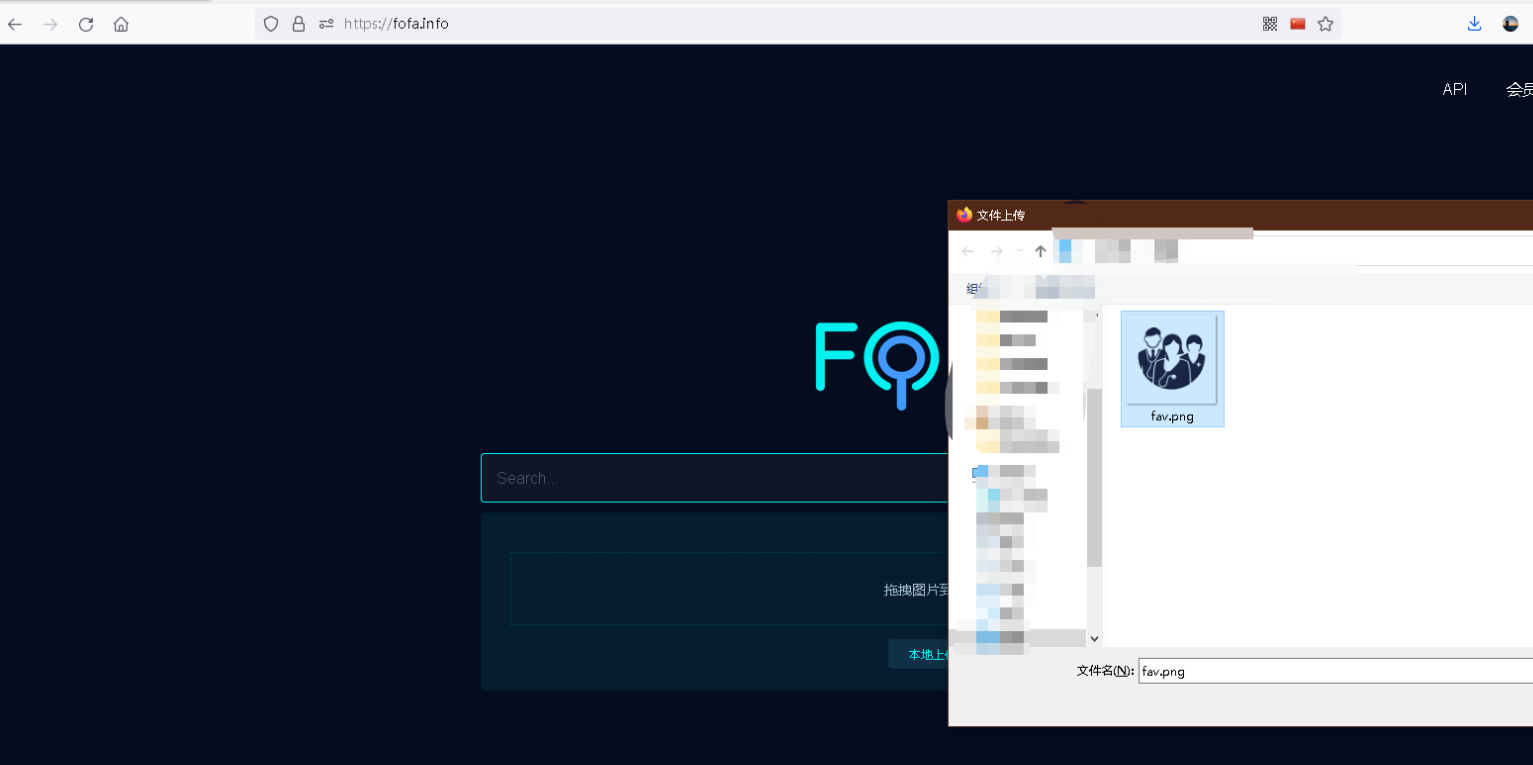 https://fofa.info
API
会员
文件上传
组
FO
fav.png
Search...
拖拽图片到
本地上传
文件名(N):
fav.png